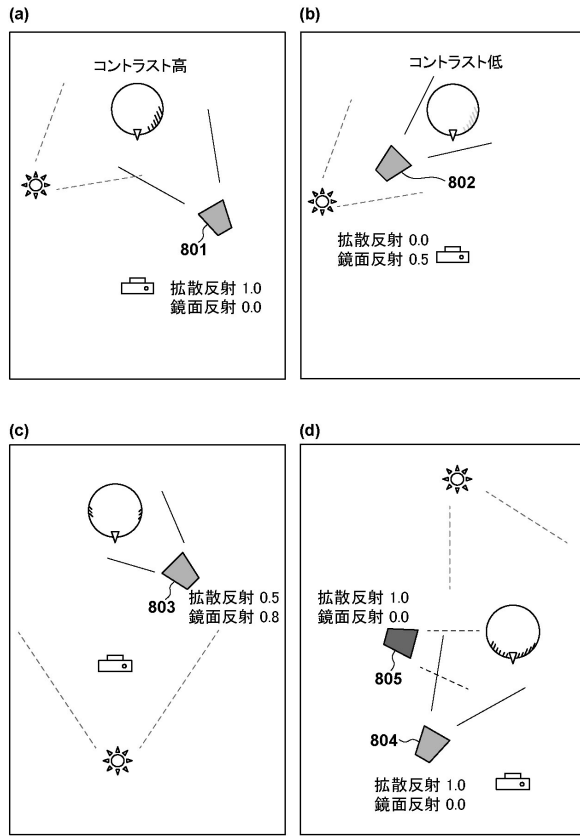 (a)
コントラスト高
801
拡散反射 1.0
鏡面反射 0.0
(b)
コントラスト低
802
拡散反射 0.0
鏡面反射 0.5
(c)
803
拡散反射 0.5
鏡面反射 0.8
(d)
拡散反射 1.0
鏡面反射 0.0
805
804
拡散反射 1.0
鏡面反射 0.0